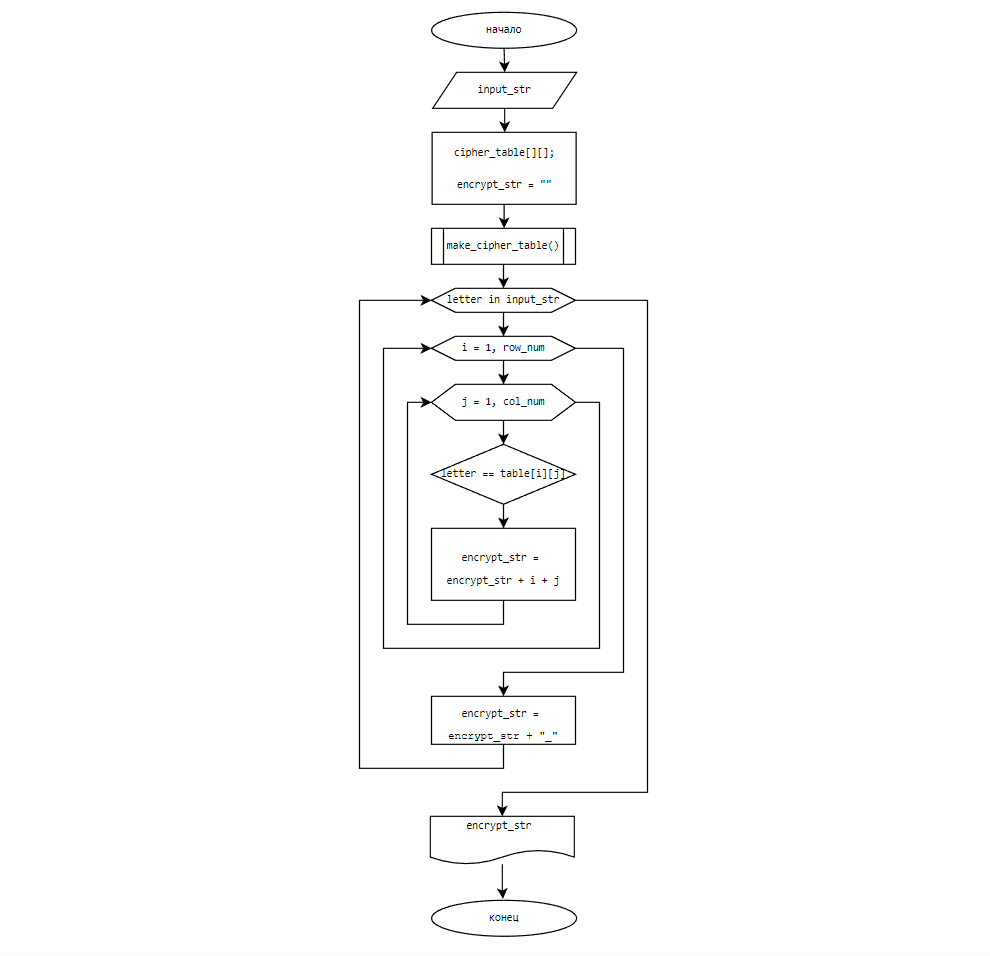 начало
input_str
cipher_table[][];
encrypt_str = ""
make_cipher_table()
letter in input_str
i = 1, row_num
j = 1, col_num
letter == table[i][j]
encrypt_str =
encrypt_str + i + j
encrypt_str =
encrypt_str + "_"
encrypt_str
конец